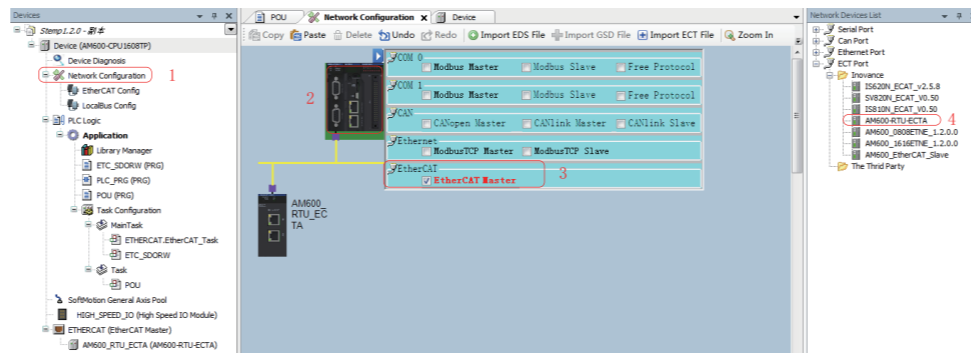 Devices
Stemp1.2.0 - 副本
Device (AM600-CPU1608TP)
Device Diagnosis
Network Configuration
1
EtherCAT Config
LocalBus Config
PLC Logic
Application
Library Manager
ETC_SDORW (PRG)
PLC_PRG (PRG)
POU (PRG)
Task Configuration
MainTask
ETHERCAT.EtherCAT_Task
ETC_SDORW
Task
POU
SoftMotion General Axis Pool
HIGH_SPEED_IO (High Speed IO Module)
ETHERCAT (EtherCAT Master)
AM600_RTU_ECTA (AM600-RTU-ECTA)
POU
Network Configuration
Device
Copy Paste Delete Undo Redo Import EDS File Import GSD File Import ECT File Zoom In
2
COM 0
Modbus Master Modbus Slave Free Protocol
COM 1
Modbus Master Modbus Slave Free Protocol
CAN
CANopen Master CANlink Master CANlink Slave
Ethernet
ModbusTCP Master ModbusTCP Slave
EtherCAT
EtherCAT Master
3
AM600_
RTU_EC
TA
Network Devices List
Serial Port
Can Port
Ethernet Port
ECT Port
Inovance
IS620N_ECAT_v2.5.8
SV820N_ECAT_V0.50
IS810N_ECAT_V0.50
AM600-RTU-ECTA
4
AM600_0808ETNE_1.2.0.0
AM600_1616ETNE_1.2.0.0
AM600_EtherCAT_Slave
The Thrid Party